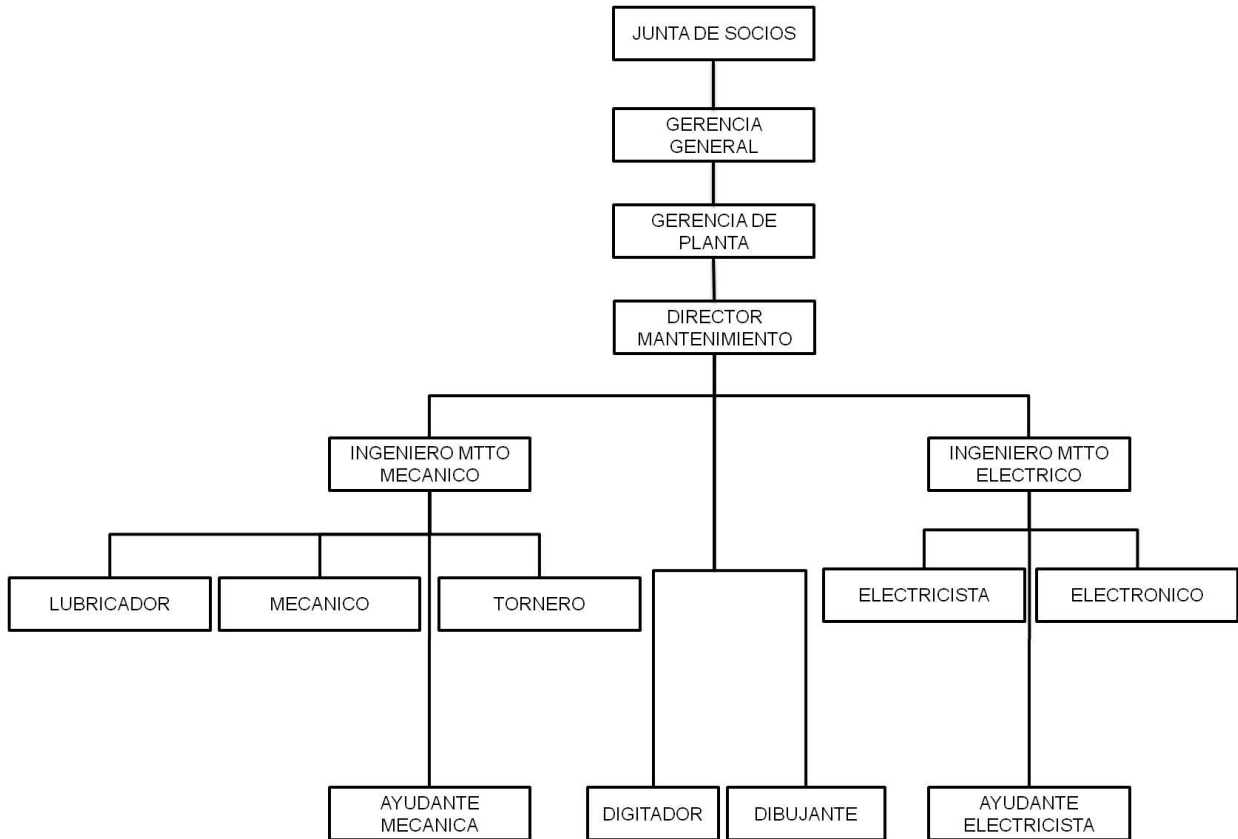 JUNTA DE SOCIOS
GERENCIA
GENERAL
GERENCIA DE
PLANTA
DIRECTOR
MANTENIMIENTO
INGENIERO MTTO
MECANICO
INGENIERO MTTO
ELECTRICO
LUBRICADOR
MECANICO
TORNERO
ELECTRICISTA
ELECTRONICO
AYUDANTE
MECANICA
DIGITADOR
DIBUJANTE
AYUDANTE
ELECTRICISTA